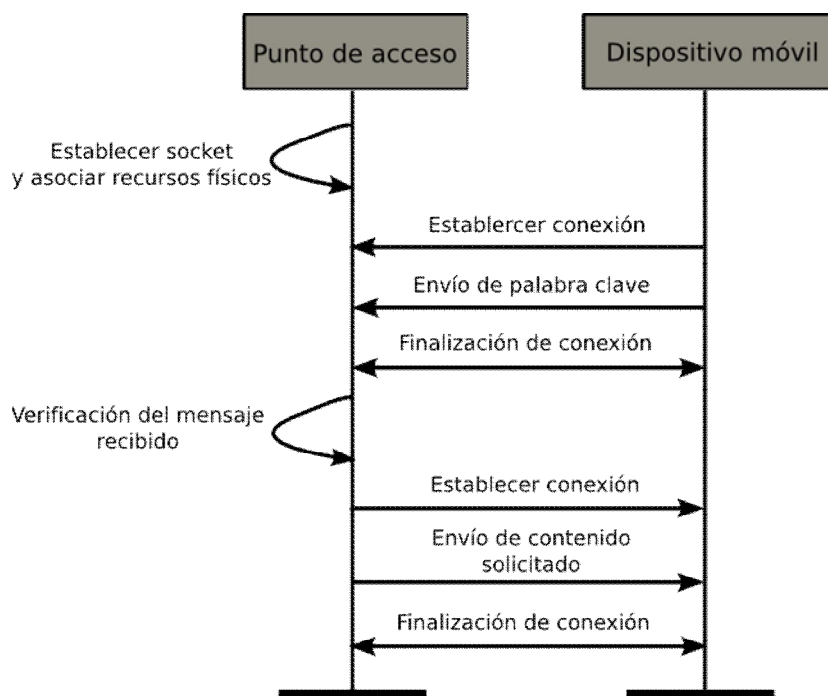 Punto de acceso
Dispositivo móvil
Establecer socket
y asociar recursos físicos
Establercer conexión
Envío de palabra clave
Finalización de conexión
Verificación del mensaje
recibido
Establecer conexión
Envío de contenido
solicitado
Finalización de conexión